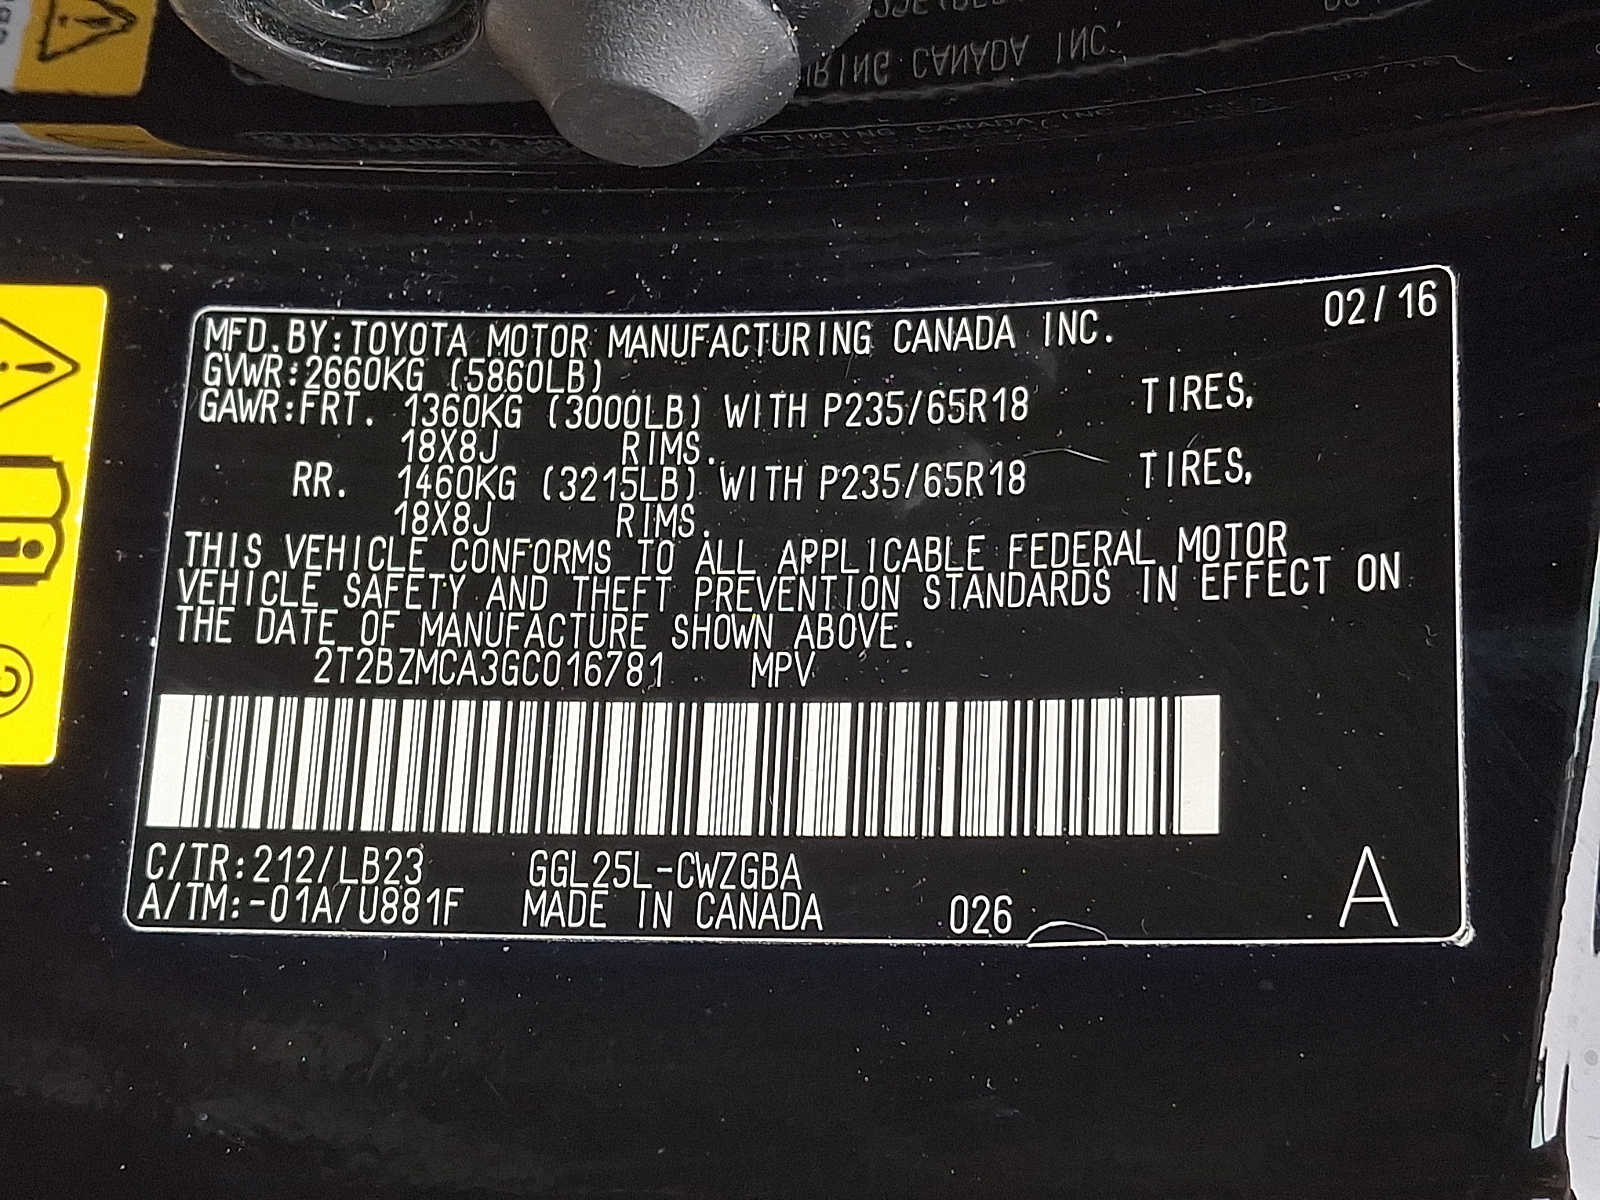 URING CANADA INC.
02/16
MFD.BY:TOYOTA MOTOR MANUFACTURING CANADA INC.
GVWR:2660KG (5860LB)
GAWR:FRT. 1360KG (3000LB) WITH P235/65R18 TIRES,
18X8J RIMS.
RR. 1460KG (3215LB) WITH P235/65R18 TIRES,
18X8J RIMS.
THIS VEHICLE CONFORMS TO ALL APPLICABLE FEDERAL MOTOR
VEHICLE SAFETY AND THEFT PREVENTION STANDARDS IN EFFECT ON
THE DATE OF MANUFACTURE SHOWN ABOVE.
2T2BZMCA3GC016781 MPV
C/TR:212/LB23 GGL25L-CWZGBA
A/TM:-01A/U881F MADE IN CANADA 026 A